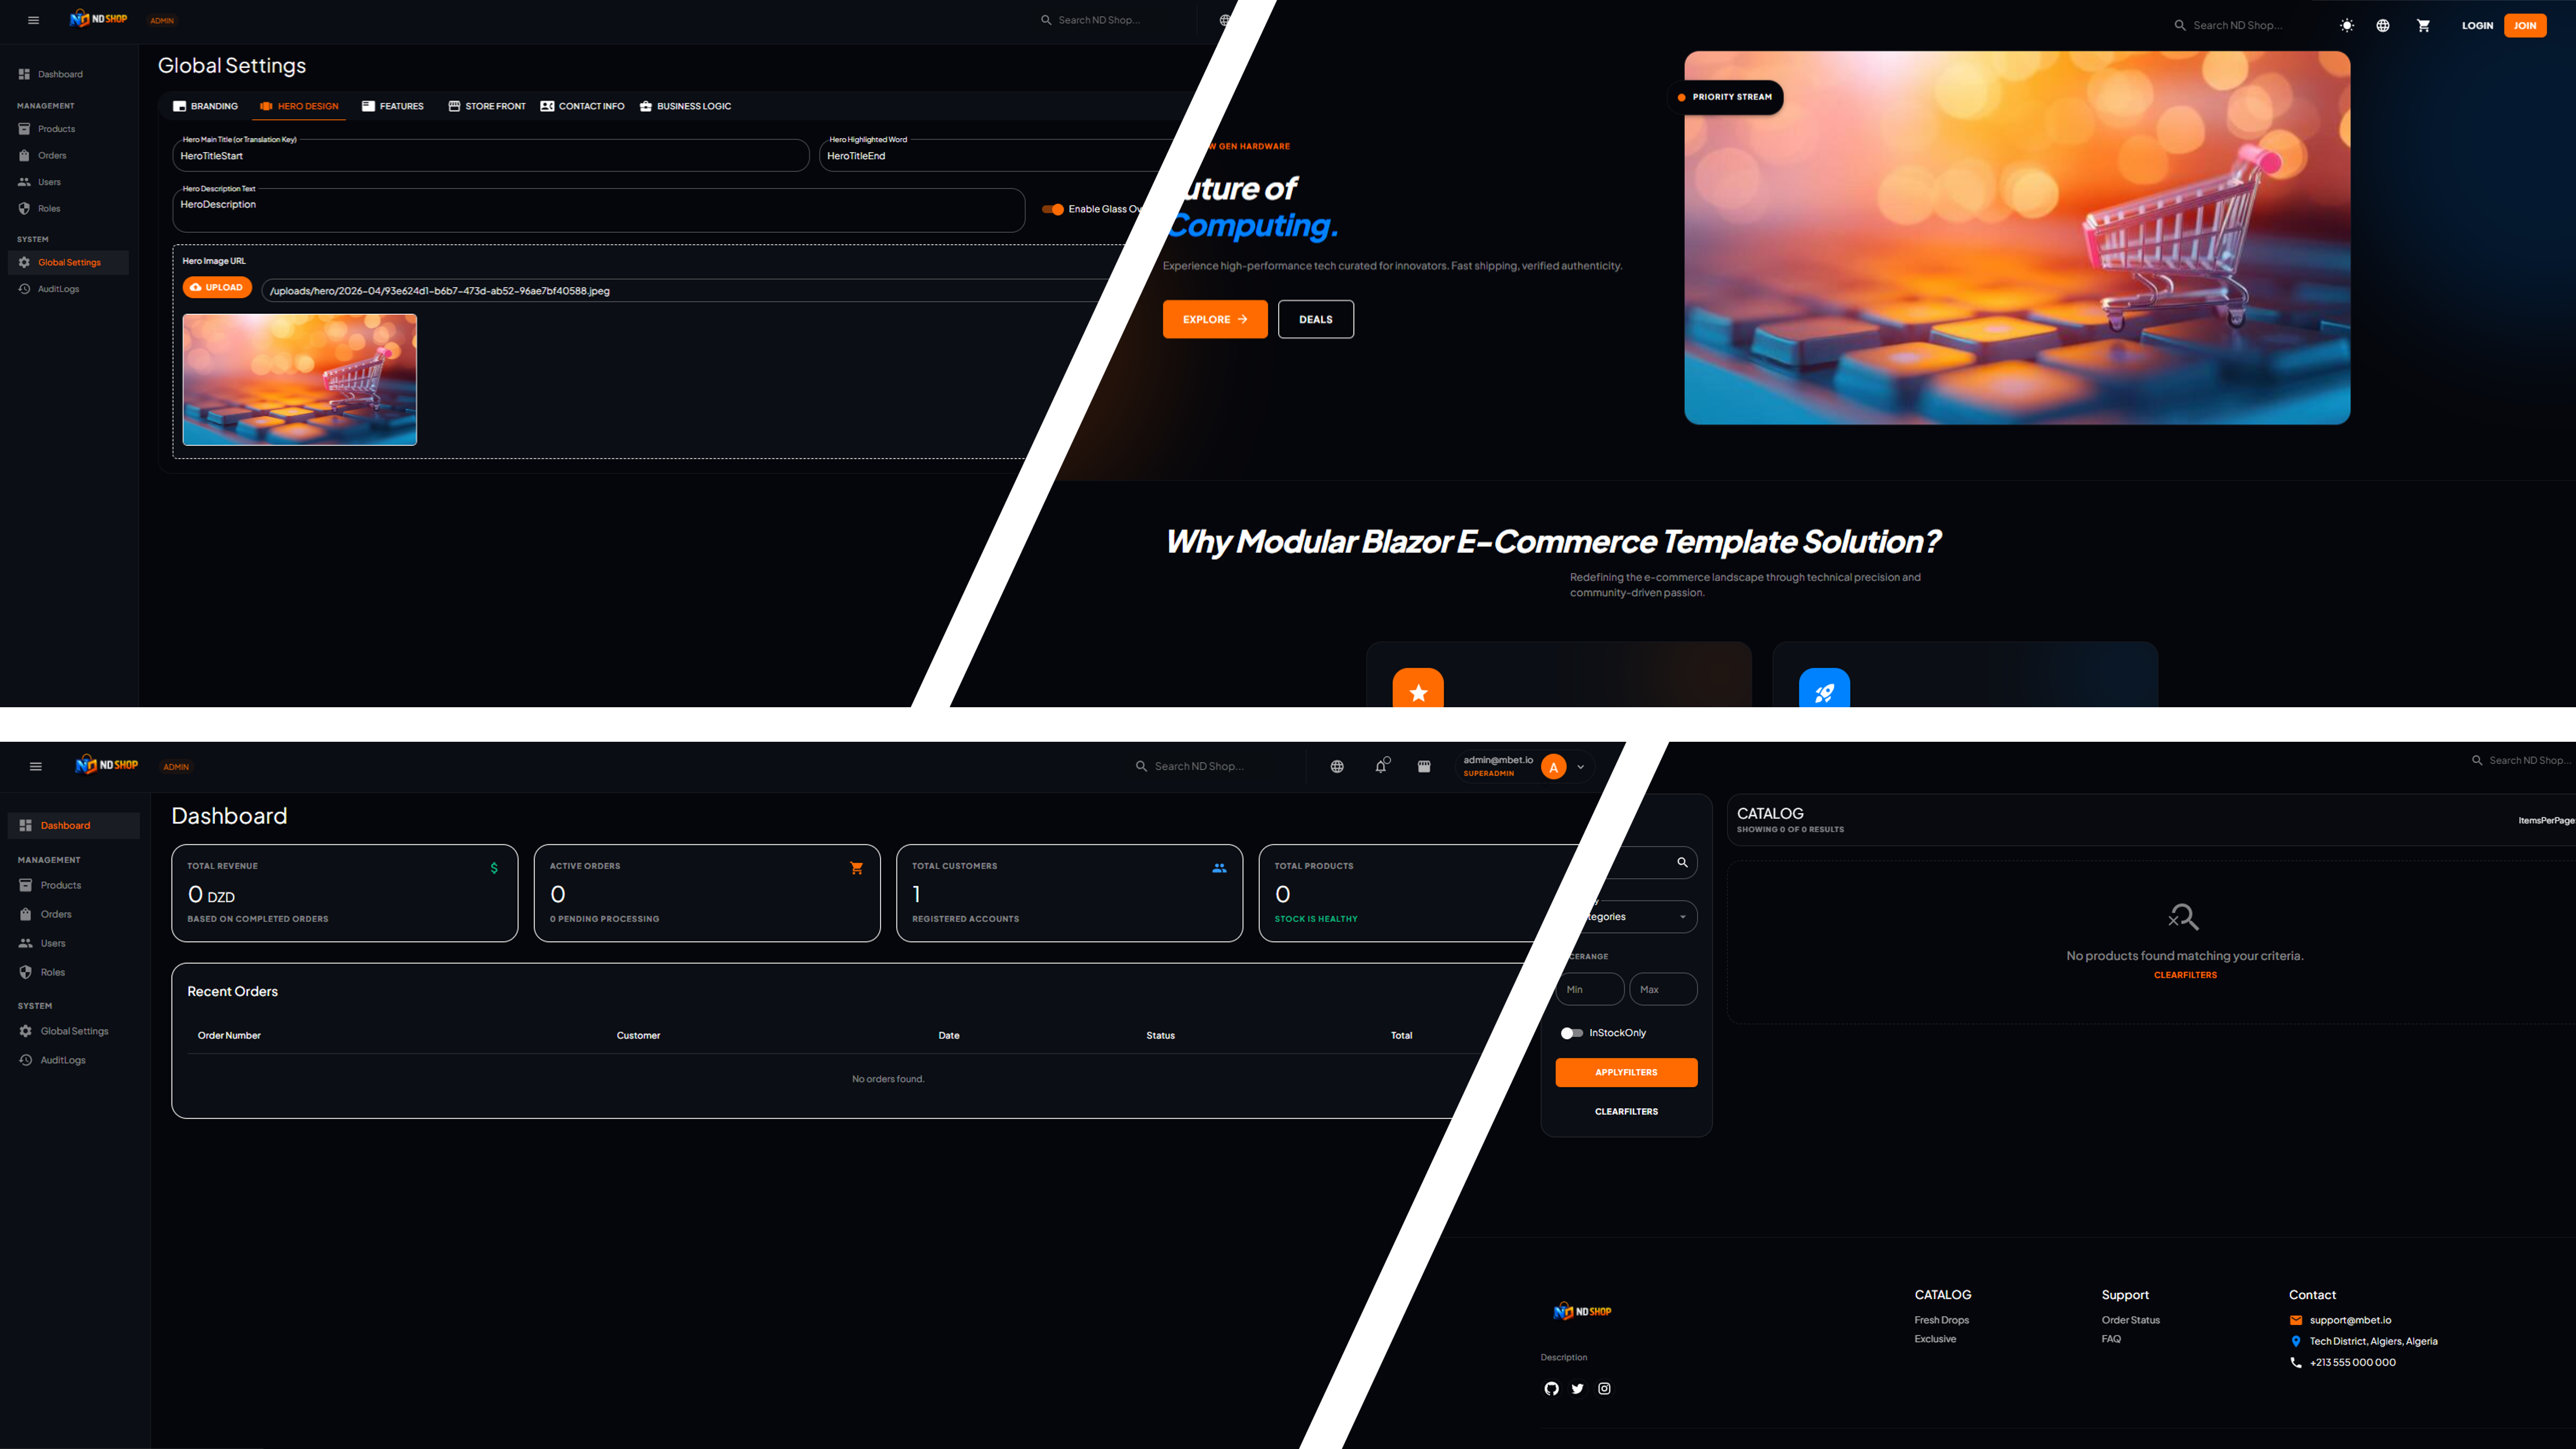 ND SHOP
ADMIN
Search ND Shop...
Dashboard
MANAGEMENT
Products
Orders
Users
Roles
SYSTEM
Global Settings
AuditLogs
Global Settings
BRANDING
HERO DESIGN
FEATURES
STORE FRONT
CONTACT INFO
BUSINESS LOGIC
Hero Main Title (or Translation Key)
HeroTitleStart
Hero Highlighted Word
HeroTitleEnd
Hero Description Text
HeroDescription
Enable Glass
Hero Image URL
UPLOAD
/uploads/hero/2026-04/93e624d1-b6b7-473d-ab52-96ae7bf40588.jpeg
Search ND Shop...
LOGIN
JOIN
PRIORITY STREAM
GEN HARDWARE
uture of
Computing.
Experience high-performance tech curated for innovators. Fast shipping, verified authenticity.
EXPLORE
DEALS
Why Modular Blazor E-Commerce Template Solution?
Redefining the e-commerce landscape through technical precision and
community-driven passion.
ND SHOP
ADMIN
Search ND Shop...
admin@mbet.io
SUPERADMIN
A
Dashboard
MANAGEMENT
Products
Orders
Users
Roles
SYSTEM
Global Settings
AuditLogs
Dashboard
TOTAL REVENUE
0 DZD
BASED ON COMPLETED ORDERS
ACTIVE ORDERS
0
0 PENDING PROCESSING
TOTAL CUSTOMERS
1
REGISTERED ACCOUNTS
TOTAL PRODUCTS
0
STOCK IS HEALTHY
Recent Orders
Order Number Customer Date Status Total
No orders found.
Search ND Shop...
tegories
CERANGE
Min
Max
InStockOnly
APPLYFILTERS
CLEARFILTERS
CATALOG
SHOWING 0 OF 0 RESULTS
ItemsPerPage
No products found matching your criteria.
CLEARFILTERS
ND SHOP
Description
CATALOG
Fresh Drops
Exclusive
Support
Order Status
FAQ
Contact
support@mbet.io
Tech District, Algiers, Algeria
+213 555 000 000